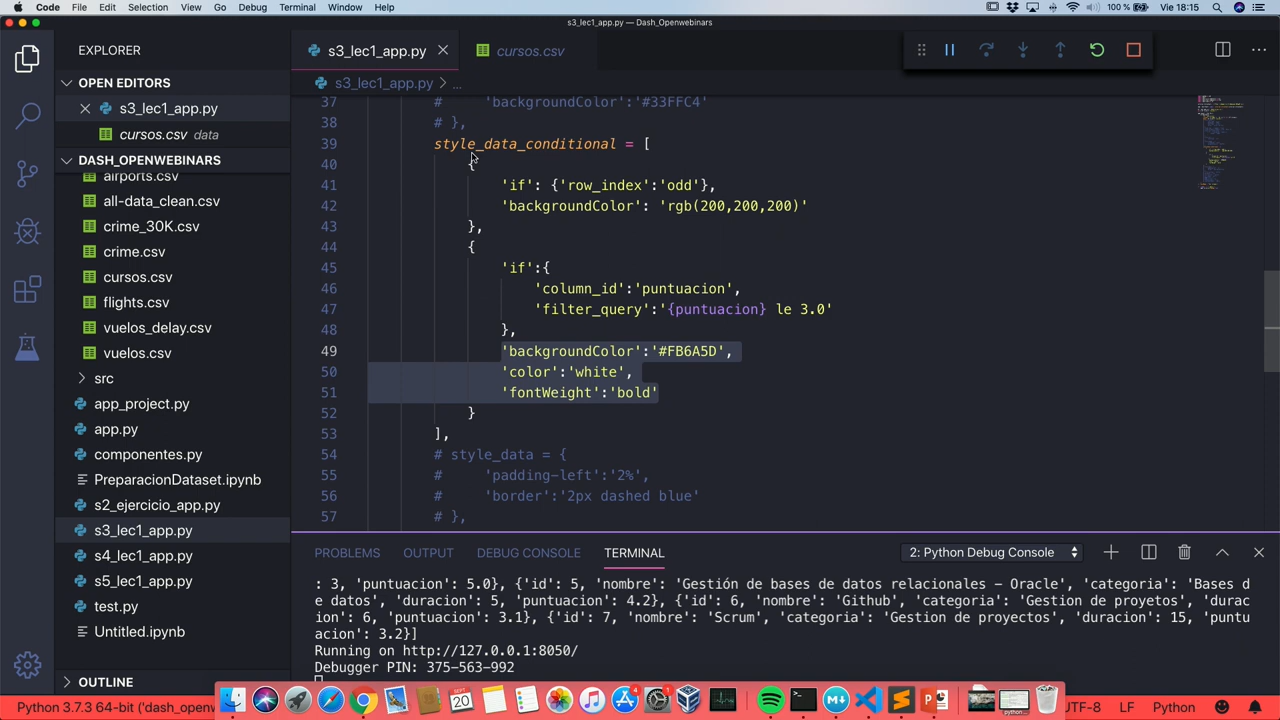 Code File Edit Selection View Go Debug Terminal Window Help 100 % Vie 18:15
s3_lec1_app.py — Dash_Openwebinars
EXPLORER
s3_lec1_app.py
cursos.csv
OPEN EDITORS
s3_lec1_app.py > ...
s3_lec1_app.py
cursos.csv data
DASH_OPENWEBINARS
airports.csv
all-data_clean.csv
crime_30K.csv
crime.csv
cursos.csv
flights.csv
vuelos_delay.csv
vuelos.csv
src
app_project.py
app.py
componentes.py
PreparacionDataset.ipynb
s2_ejercicio_app.py
s3_lec1_app.py
s4_lec1_app.py
s5_lec1_app.py
test.py
Untitled.ipynb
OUTLINE
37 # 'backgroundColor':'#33FFC4'
38 # },
39 style_data_conditional = [
40 {
41 'if': {'row_index':'odd'},
42 'backgroundColor': 'rgb(200,200,200)'
43 },
44 {
45 'if':{
46 'column_id':'puntuacion',
47 'filter_query':'{puntuacion} le 3.0'
48 },
49 'backgroundColor':'#FB6A5D',
50 'color':'white',
51 'fontWeight':'bold'
52 }
53 ],
54 # style_data = {
55 # 'padding-left':'2%',
56 # 'border':'2px dashed blue'
57 # },
PROBLEMS OUTPUT DEBUG CONSOLE TERMINAL 2: Python Debug Console
: 3, 'puntuacion': 5.0}, {'id': 5, 'nombre': 'Gestión de bases de datos relacionales - Oracle', 'categoria': 'Bases d
e datos', 'duracion': 5, 'puntuacion': 4.2}, {'id': 6, 'nombre': 'Github', 'categoria': 'Gestion de proyetos', 'durac
ion': 6, 'puntuacion': 3.1}, {'id': 7, 'nombre': 'Scrum', 'categoria': 'Gestion de proyectos', 'duracion': 15, 'puntu
acion': 3.2}]
Running on http://127.0.0.1:8050/
Debugger PIN: 375-563-992
Python 3.7.3 64-bit ('dash_openw
UTF-8 LF Python